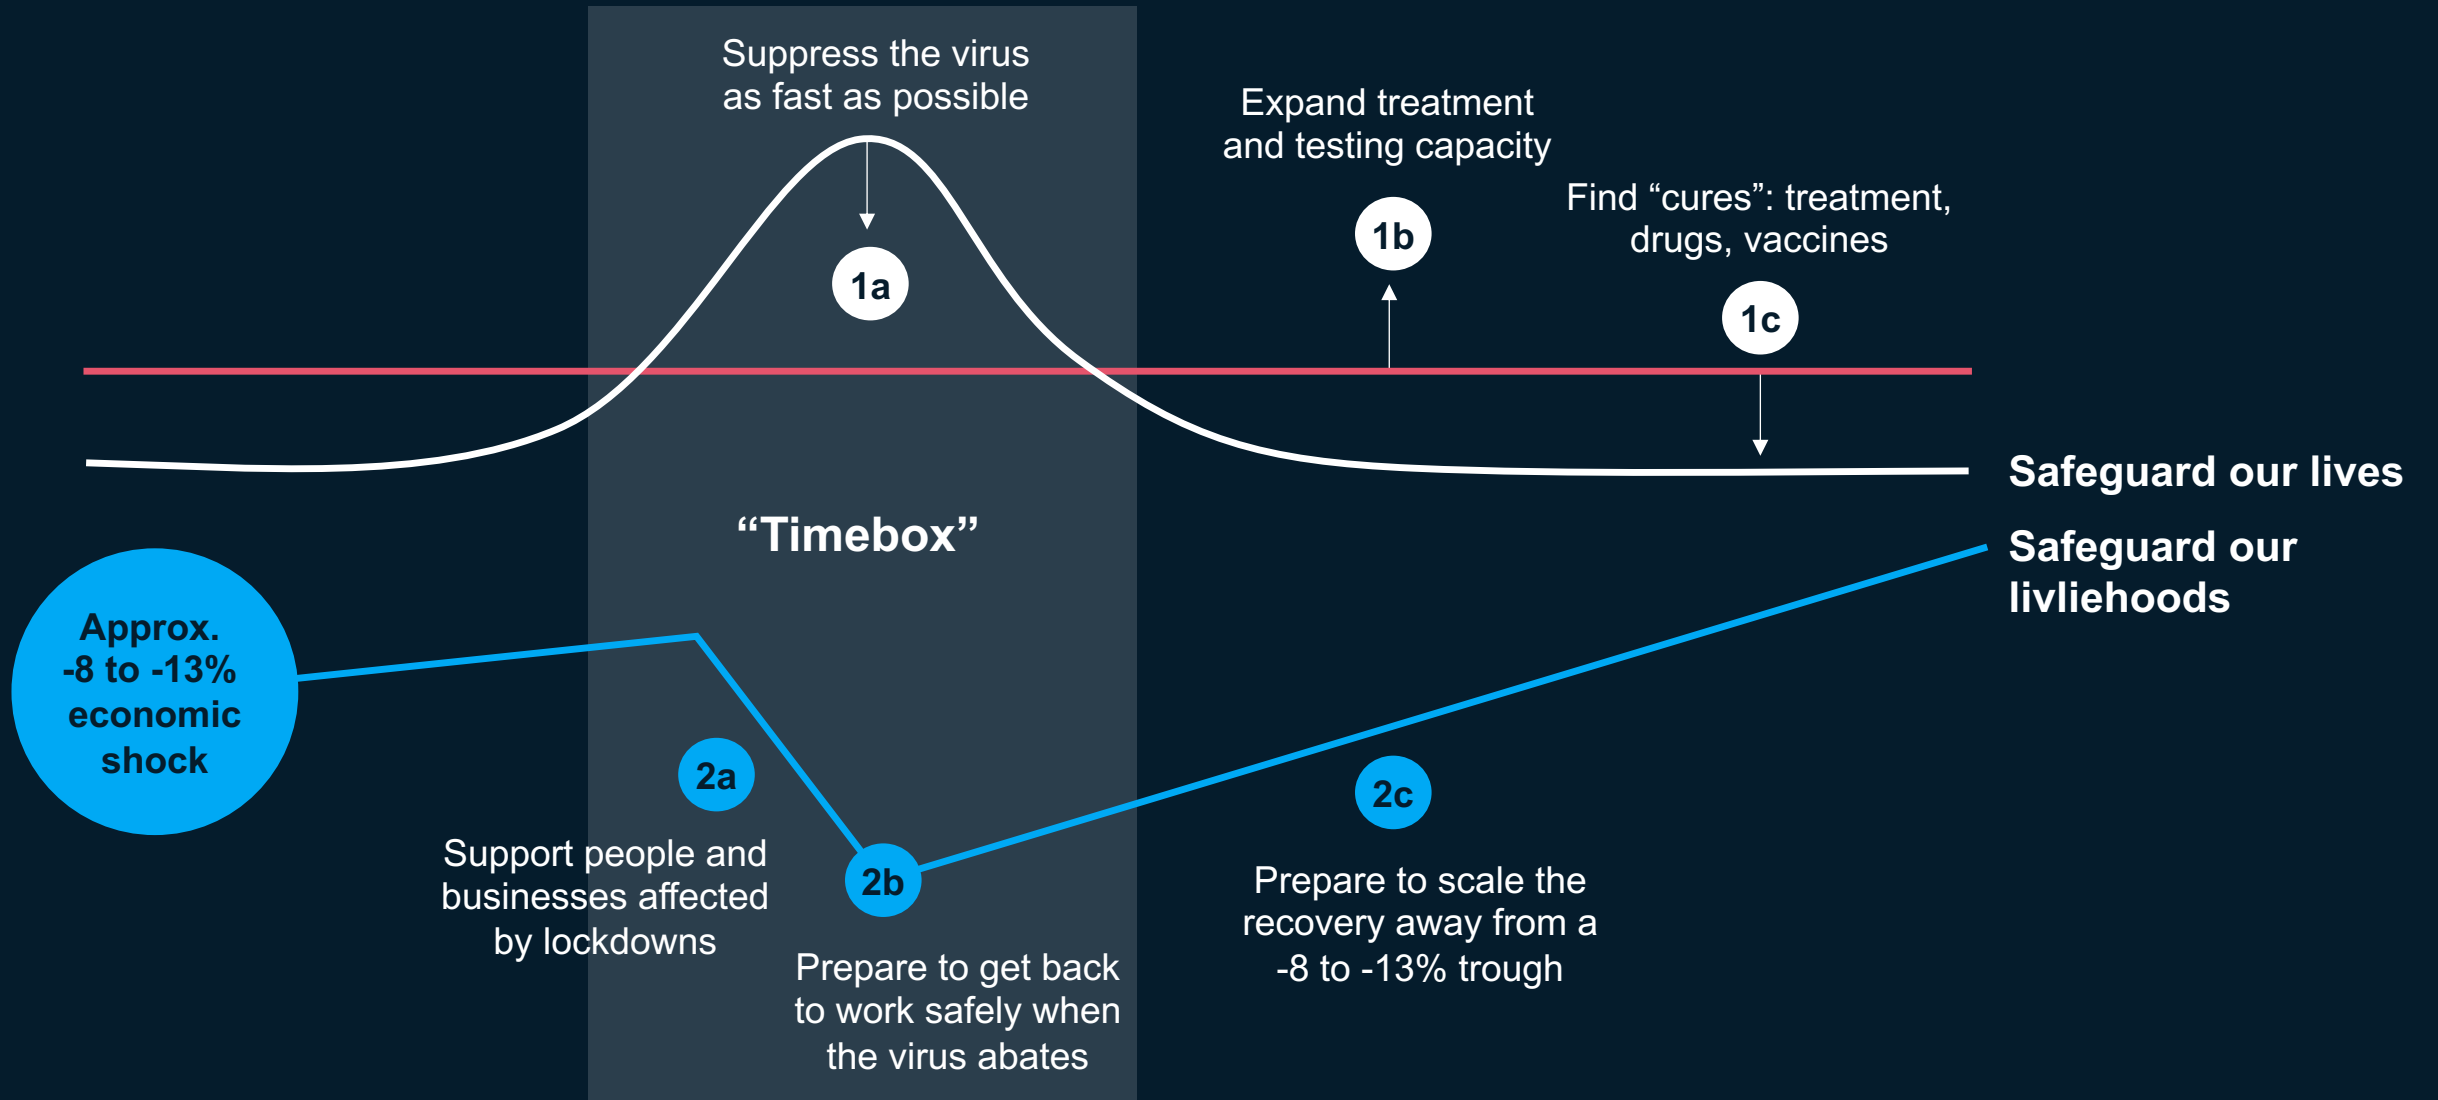 Suppress the virus
as fast as possible
1a
Expand treatment
and testing capacity
1b
Find “cures”: treatment,
drugs, vaccines
1c
Safeguard our lives
“Timebox”
Safeguard our
livliehoods
Approx.
-8 to -13%
economic
shock
2a
Support people and
businesses affected
by lockdowns
2b
Prepare to get back
to work safely when
the virus abates
2c
Prepare to scale the
recovery away from a
-8 to -13% trough